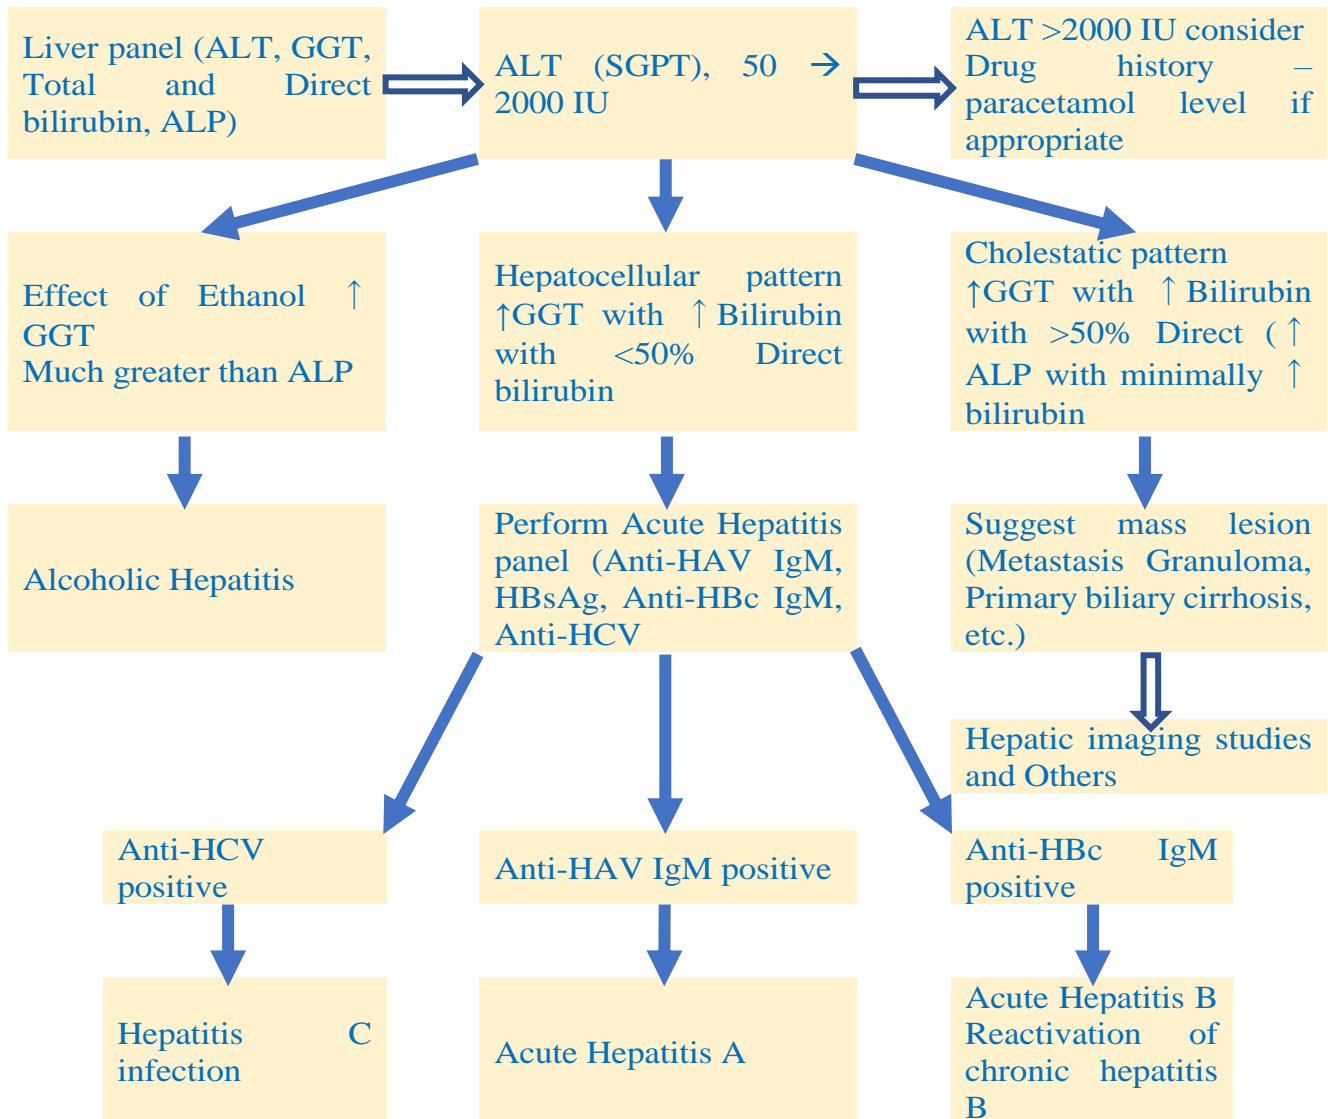 Liver panel (ALT, GGT,
Total and Direct
bilirubin, ALP)
ALT (SGPT), 50 →
2000 IU
ALT >2000 IU consider
Drug history –
paracetamol level if
appropriate
Effect of Ethanol ↑
GGT
Much greater than ALP
Hepatocellular pattern
↑GGT with ↑ Bilirubin
with <50% Direct
bilirubin
Cholestatic pattern
↑GGT with ↑ Bilirubin
with >50% Direct ( ↑
ALP with minimally ↑
bilirubin
Alcoholic Hepatitis
Perform Acute Hepatitis
panel (Anti-HAV IgM,
HBsAg, Anti-HBc IgM,
Anti-HCV
Suggest mass lesion
(Metastasis Granuloma,
Primary biliary cirrhosis,
etc.)
Hepatic imaging studies
and Others
Anti-HCV
positive
Anti-HAV IgM positive
Anti-HBc IgM
positive
Hepatitis C
infection
Acute Hepatitis A
Acute Hepatitis B
Reactivation of
chronic hepatitis
B